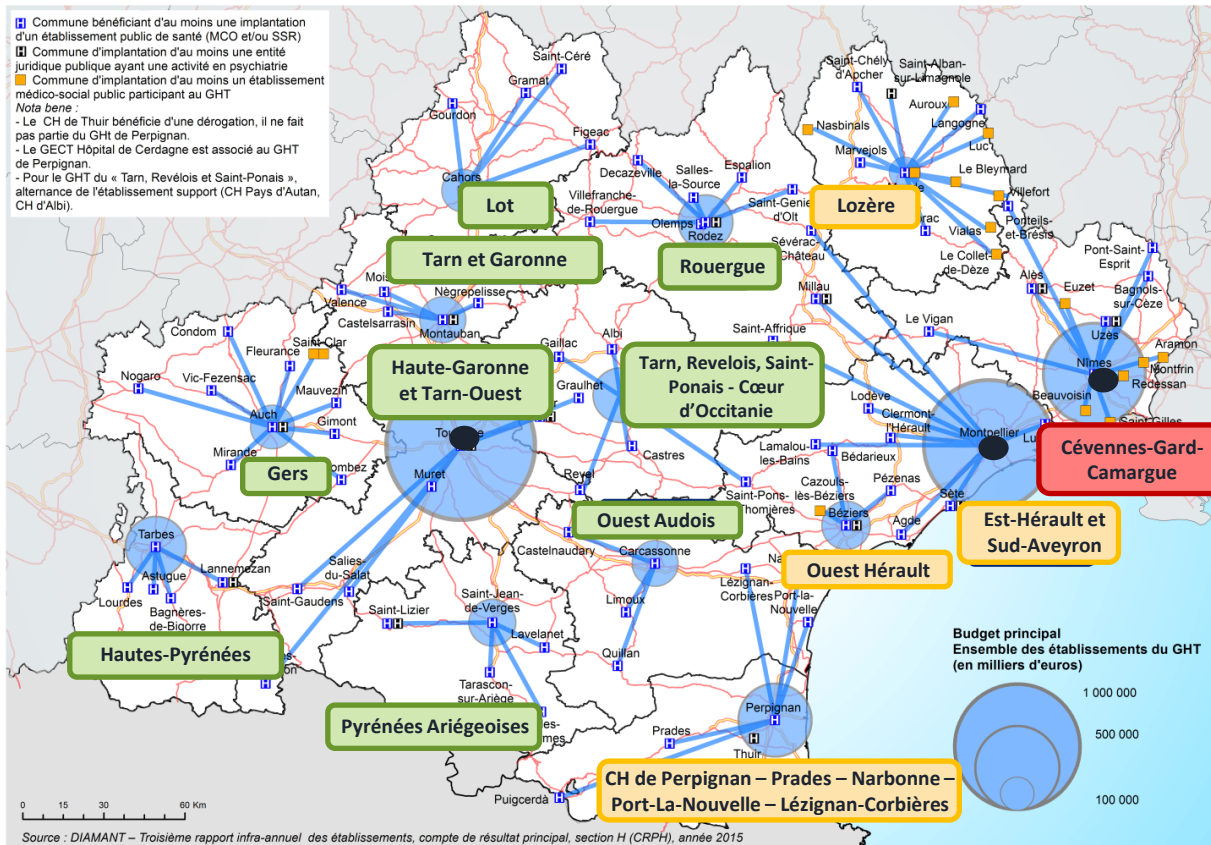 Commune bénéficiant d'au moins une implantation
d'un établissement public de santé (MCO et/ou SSR)
Commune d'implantation d'au moins une entité
juridique publique ayant une activité en psychiatrie
Commune d'implantation d'au moins un établissement
médico-social public participant au GHT
Nota bene :
- Le CH de Thuir bénéficie d'une dérogation, il ne fait
pas partie du GHt de Perpignan.
- Le GECT Hôpital de Cerdagne est associé au GHT
de Perpignan.
- Pour le GHT du « Tarn, Revélois et Saint-Ponais »,
alternance de l'établissement support (CH Pays d'Autan,
CH d'Albi).
Saint-Céré
Gramat
Gourdon
Figeac
Cahors
Lot
Saint-Chély
d'Apcher
Saint-Alban
sur-Limagnole
Auroux
Langogne
Nasbinals
Luc
Marvejols
Le Bleymard
Villefort
Vialas
Le Collet
de-Dèze
Lozère
Decazeville
Salles-
la-Source
Espalion
Villefranche-
de-Rouergue
Olemps
Rodez
Saint-Geniez
d'Olt
Sévérac-
Château
Rouergue
Millau
Saint-Affrique
Tarn et Garonne
Valence
Castelsarrasin
Nègrepelisse
Montauban
Ponteils-
et-Brésis
Pont-Saint-
Esprit
Alès
Euzet
Bagnols-
sur-Cèze
Uzès
Aramon
Nîmes
Montfrin
Redessan
Beauvoisin
Saint-Gilles
Le Vigan
Cévennes-Gard-
Camargue
Condom
Fleurance
Saint-Clar
Nogaro
Vic-Fezensac
Mauvezin
Auch
Gimont
Mirande
Gers
Haute-Garonne
et Tarn-Ouest
Muret
Gaillac
Albi
Graulhet
Castres
Revel
Tarn, Revelois, Saint-
Ponais - Cœur
d'Occitanie
Lodève
Clermont-
l'Hérault
Montpellier
Lamalou-
les-Bains
Bédarieux
Cazouls-
lès-Béziers
Pézenas
Saint-Pons-
Thomières
Béziers
Agde
Sète
Est-Hérault et
Sud-Aveyron
Ouest Hérault
Ouest Audois
Castelnaudary
Carcassonne
Limoux
Quillan
Lézignan-
Corbières
Port-la-
Nouvelle
Tarbes
Lourdes
Astugue
Bagnères-
de-Bigorre
Lannemezan
Saint-Gaudens
Salies-
du-Salat
Hautes-Pyrénées
Saint-Lizier
Saint-Jean-
de-Verges
Lavelanet
Tarascon-
sur-Ariège
Pyrénées Ariégeoises
Perpignan
Prades
Thuir
Puigcerdà
CH de Perpignan – Prades – Narbonne –
Port-La-Nouvelle – Lézignan-Corbières
Budget principal
Ensemble des établissements du GHT
(en milliers d'euros)
1 000 000
500 000
100 000
0 15 30 60 Km
Source : DIAMANT – Troisième rapport infra-annuel des établissements, compte de résultat principal, section H (CRPH), année 2015